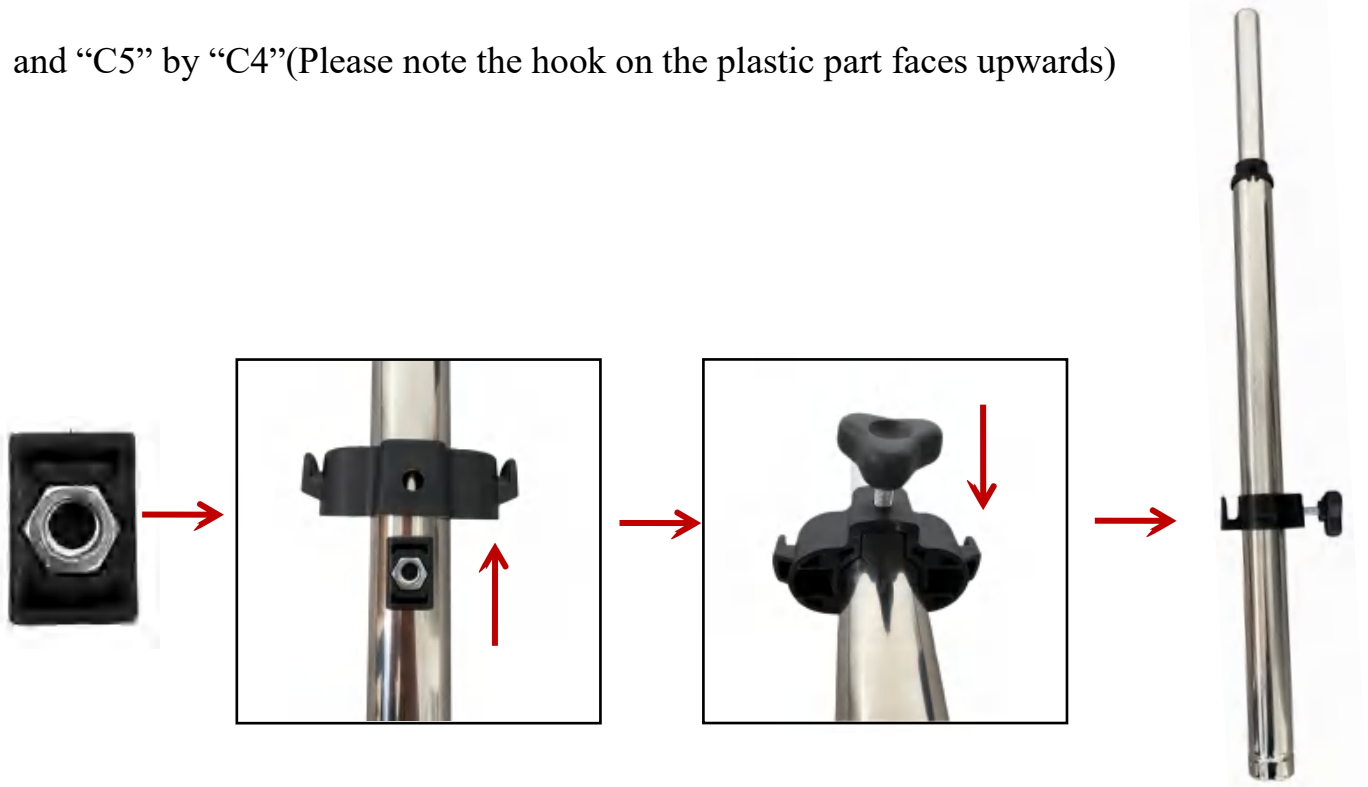 and “C5” by “C4”(Please note the hook on the plastic part faces upwards)